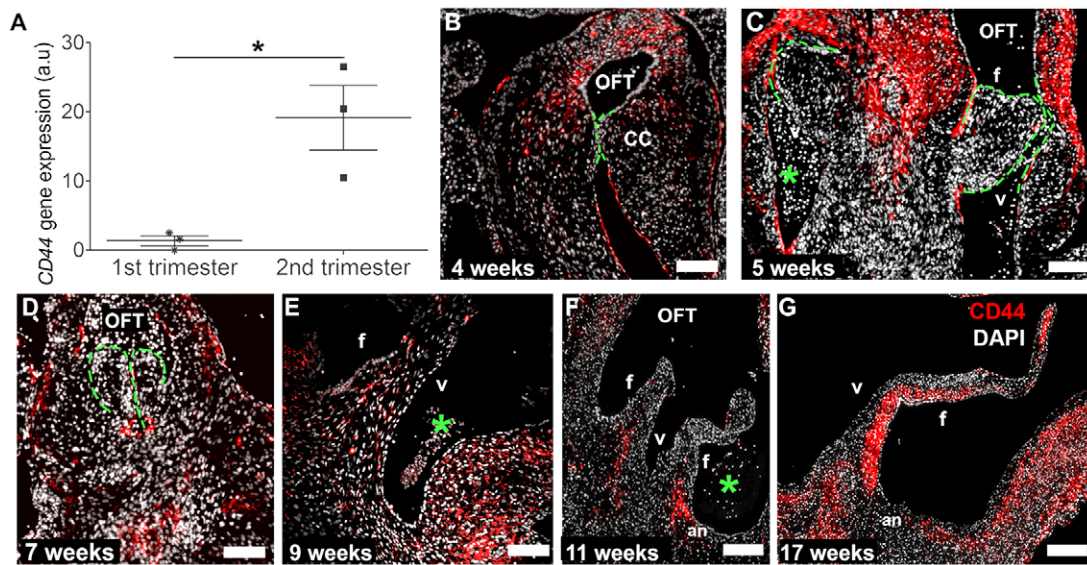 A
CD44 gene expression (a.u)
30
20
10
0
*
1st trimester
2nd trimester
B
OFT
CC
4 weeks
C
OFT
f
v
*
v
5 weeks
D
OFT
7 weeks
E
f
v
*
9 weeks
F
OFT
f
v
f
*
an
11 weeks
G
CD44
DAPI
v
f
an
17 weeks